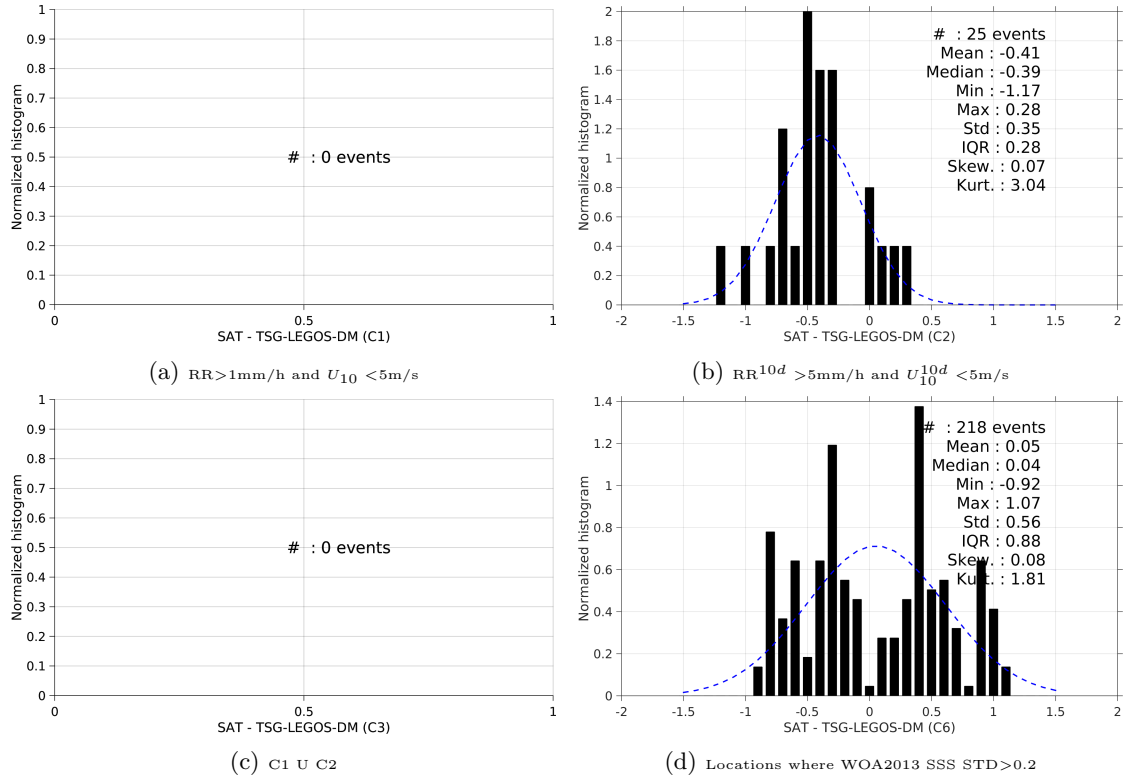 1
0.9
0.8
0.7
0.6
0.5
0.4
0.3
0.2
0.1
0
Normalized histogram
# : 0 events
0 0.5 1
SAT - TSG-LEGOS-DM (C1)
(a) RR>1mm/h and U10 <5m/s
2
1.8
1.6
1.4
1.2
1
0.8
0.6
0.4
0.2
0
Normalized histogram
# : 25 events
Mean : -0.41
Median : -0.39
Min : -1.17
Max : 0.28
Std : 0.35
IQR : 0.28
Skew. : 0.07
Kurt. : 3.04
-2 -1.5 -1 -0.5 0 0.5 1 1.5 2
SAT - TSG-LEGOS-DM (C2)
(b) RR^10d >5mm/h and U10^10d <5m/s
1
0.9
0.8
0.7
0.6
0.5
0.4
0.3
0.2
0.1
0
Normalized histogram
# : 0 events
0 0.5 1
SAT - TSG-LEGOS-DM (C3)
(c) C1 U C2
1.4
1.2
1
0.8
0.6
0.4
0.2
0
Normalized histogram
# : 218 events
Mean : 0.05
Median : 0.04
Min : -0.92
Max : 1.07
Std : 0.56
IQR : 0.88
Skew. : 0.08
Kurt. : 1.81
-2 -1.5 -1 -0.5 0 0.5 1 1.5 2
SAT - TSG-LEGOS-DM (C6)
(d) Locations where WOA2013 SSS STD>0.2